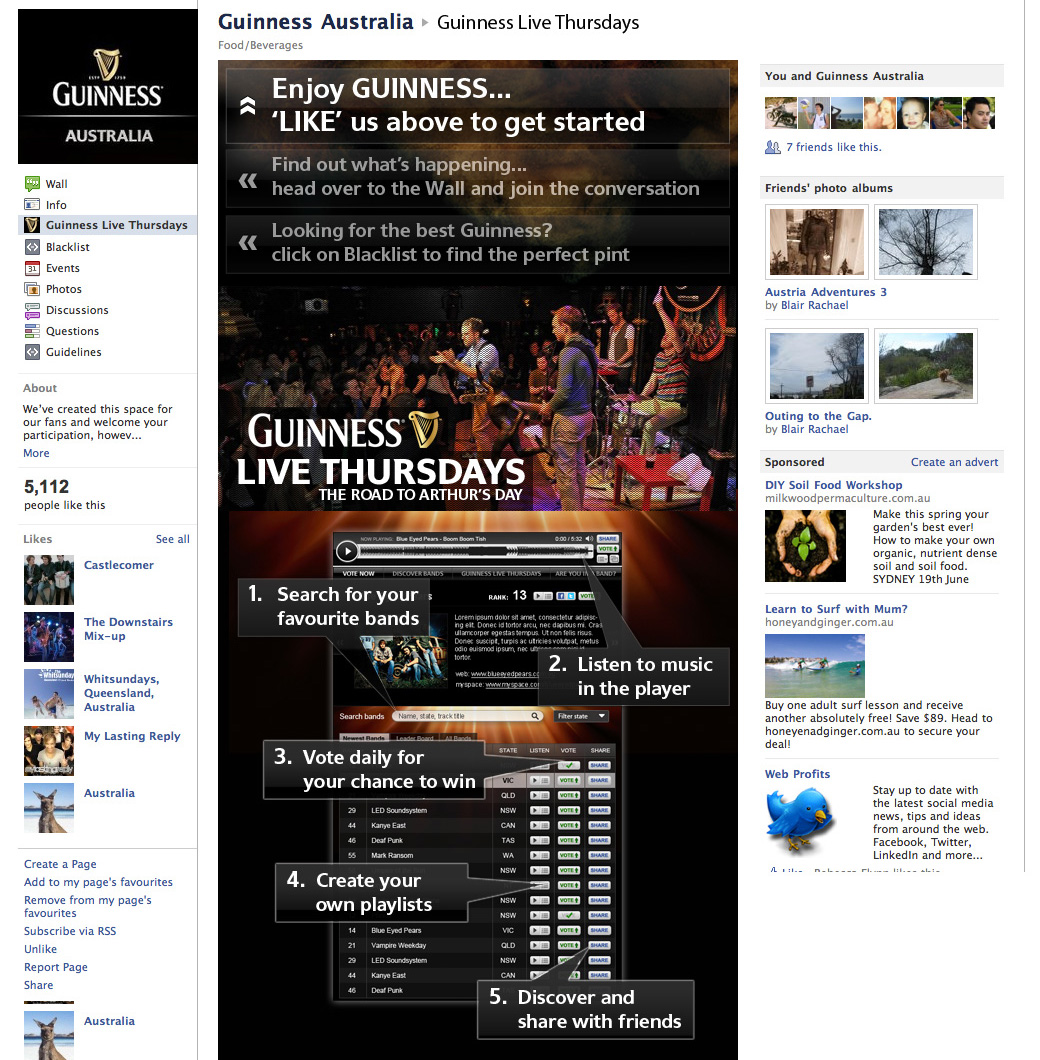 Guinness Australia ▸ Guinness Live Thursdays
Food/Beverages
ESTD 1759
GUINNESS
AUSTRALIA
Wall
Info
Guinness Live Thursdays
Blacklist
Events
Photos
Discussions
Questions
Guidelines
About
We've created this space for
our fans and welcome your
participation, howev...
More
5,112
people like this
Likes See all
Castlecomer
The Downstairs
Mix-up
Whitsundays,
Queensland,
Australia
My Lasting Reply
Australia
Create a Page
Add to my page's favourites
Remove from my page's
favourites
Subscribe via RSS
Unlike
Report Page
Share
Australia
Enjoy GUINNESS...
‘LIKE’ us above to get started
Find out what’s happening...
head over to the Wall and join the conversation
Looking for the best Guinness?
click on Blacklist to find the perfect pint
GUINNESS
LIVE THURSDAYS
THE ROAD TO ARTHUR'S DAY
NOW PLAYING: Blue Eyed Pears - Boom Boom Tish 0:00 / 5:32 SHARE
VOTE
VOTE NOW DISCOVER BANDS GUINNESS LIVE THURSDAYS ARE YOU IN BAND?
1. Search for your
favourite bands
RANK: 13 VOTE
Lorem ipsum dolor sit amet, consectetur adipisc-
ing elit. Donec id tortor arcu, nec dapibus mi. Cras
ullamcorper egestas tempus. Ut non felis risus.
Donec suscipit, turpis ac ultricies volutpat, metus
odio euismod ipsum, nec
tortor.
web: www.blueeyedpears.co
myspace: www.myspace.com
2. Listen to music
in the player
Search bands Name, state, track title Filter state
Newest Bands Leader Board All Bands
STATE LISTEN VOTE SHARE
3. Vote daily for
your chance to win
SHARE
VIC VOTE SHARE
QLD VOTE SHARE
29 LED Soundsystem NSW VOTE SHARE
44 Kanye East CAN VOTE SHARE
46 Deaf Punk TAS VOTE SHARE
55 Mark Ransom WA VOTE SHARE
NSW VOTE SHARE
4. Create your
own playlists
VOTE SHARE
NSW VOTE SHARE
NSW SHARE
14 Blue Eyed Pears VIC VOTE SHARE
21 Vampire Weekday QLD VOTE SHARE
29 LED Soundsystem NSW VOTE SHARE
44 Kanye East CAN SHARE
46 Deaf Punk
5. Discover and
share with friends
You and Guinness Australia
7 friends like this.
Friends' photo albums
Austria Adventures 3
by Blair Rachael
Outing to the Gap.
by Blair Rachael
Sponsored Create an advert
DIY Soil Food Workshop
milkwoodpermaculture.com.au
Make this spring your
garden's best ever!
How to make your own
organic, nutrient dense
soil and soil food.
SYDNEY 19th June
Learn to Surf with Mum?
honeyandginger.com.au
Buy one adult surf lesson and receive
another absolutely free! Save $89. Head to
honeyenadginger.com.au to secure your
deal!
Web Profits
Stay up to date with
the latest social media
news, tips and ideas
from around the web.
Facebook, Twitter,
LinkedIn and more...